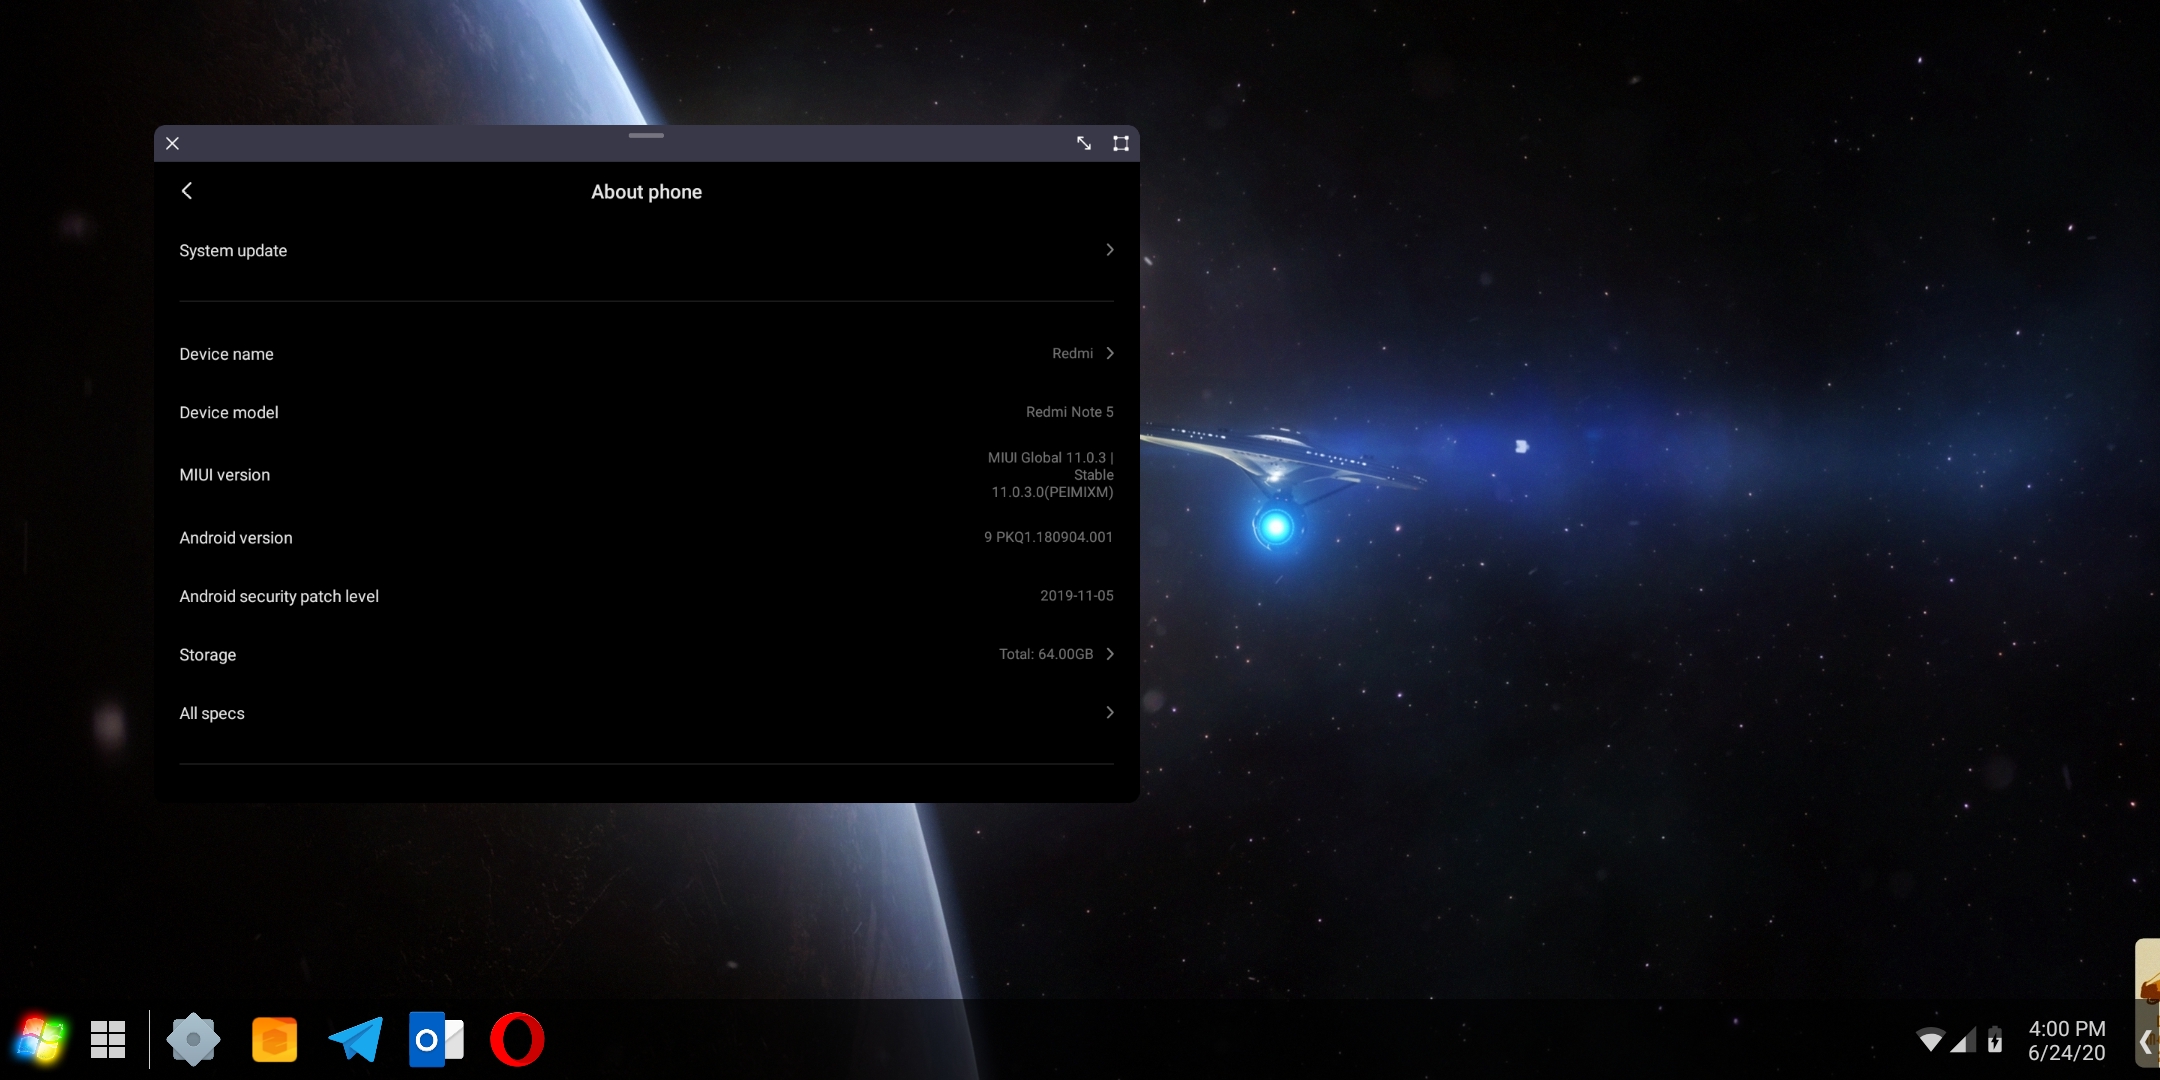 About phone
System update
Device name
Redmi
Device model
Redmi Note 5
MIUI version
MIUI Global 11.0.3 |
Stable
11.0.3.0(PEIMIXM)
Android version
9 PKQ1.180904.001
Android security patch level
2019-11-05
Storage
Total: 64.00GB
All specs
4:00 PM
6/24/20